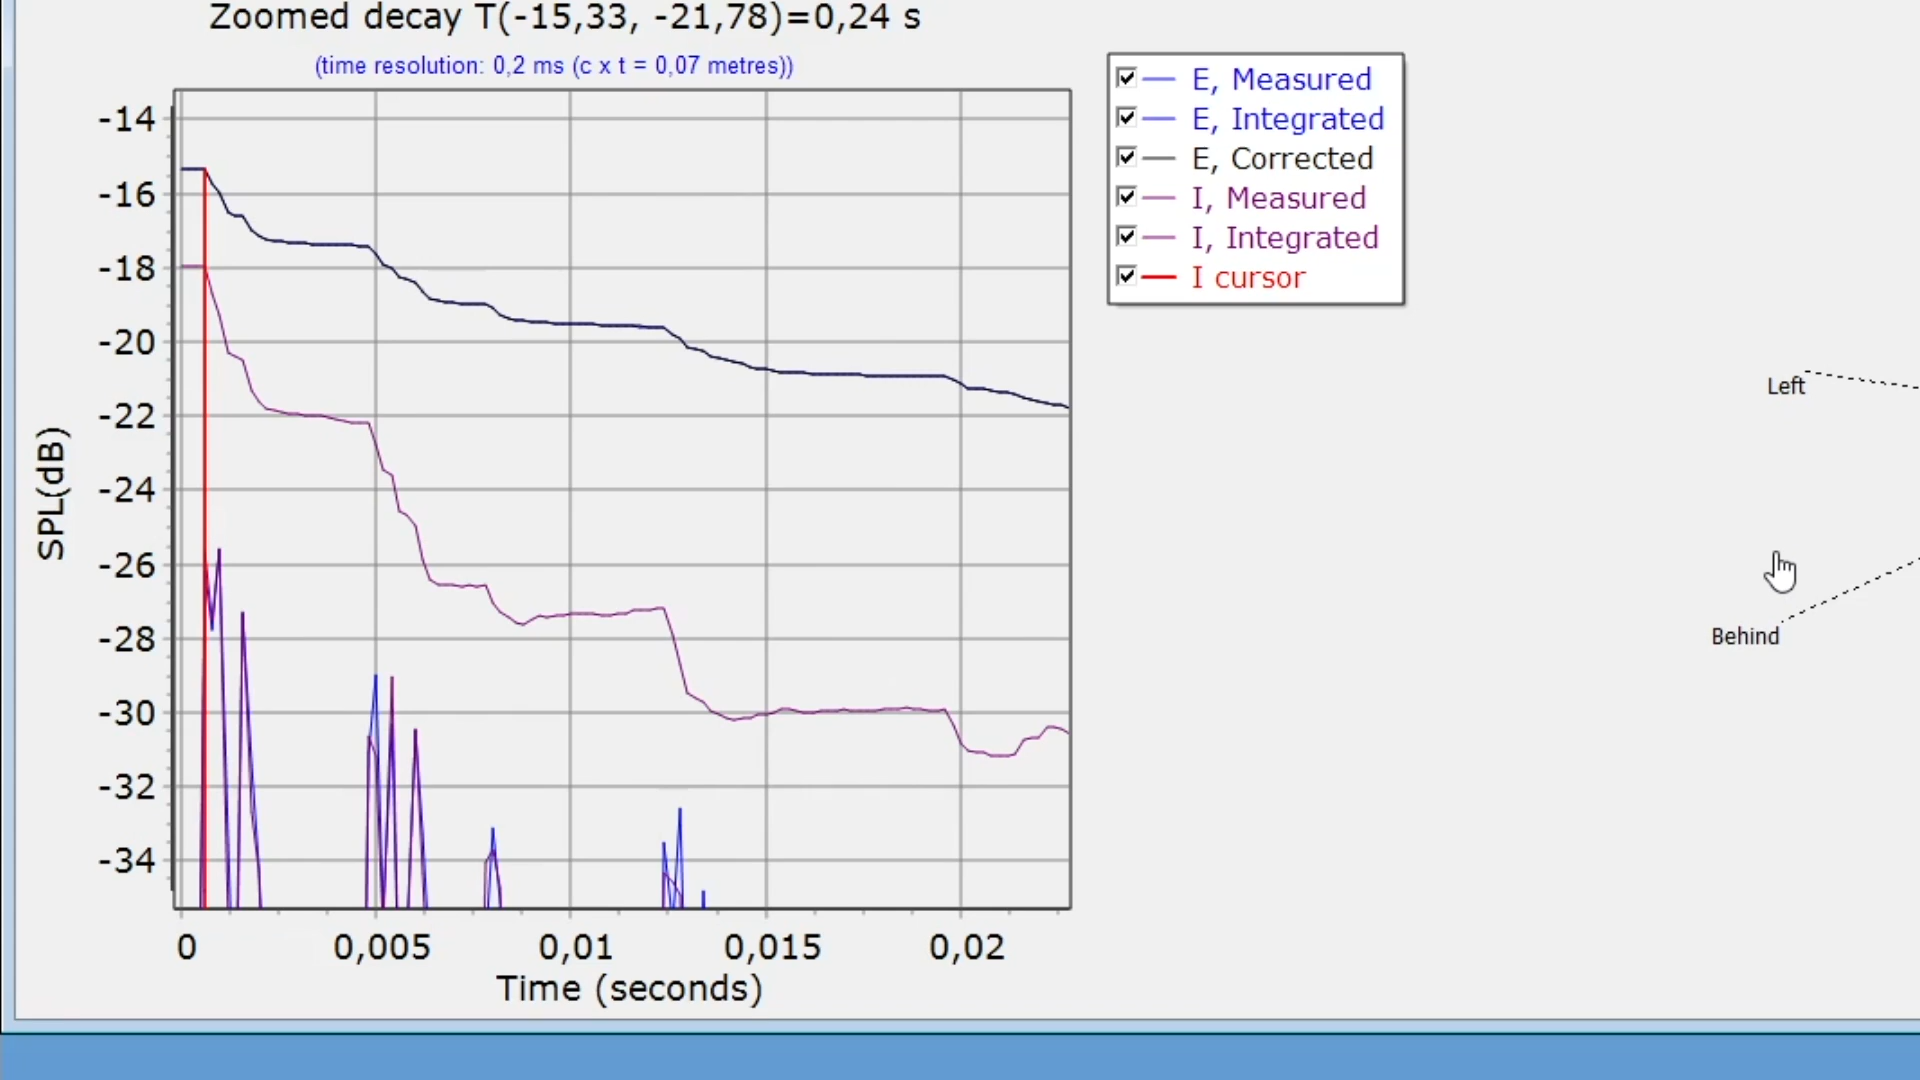 Zoomed decay T(-15,33, -21,78)=0,24 s
(time resolution: 0,2 ms (c x t = 0,07 metres))
E, Measured
E, Integrated
E, Corrected
I, Measured
I, Integrated
I cursor
-14
-16
-18
-20
-22
-24
-26
-28
-30
-32
-34
SPL(dB)
0 0,005 0,01 0,015 0,02
Time (seconds)
Left
Behind